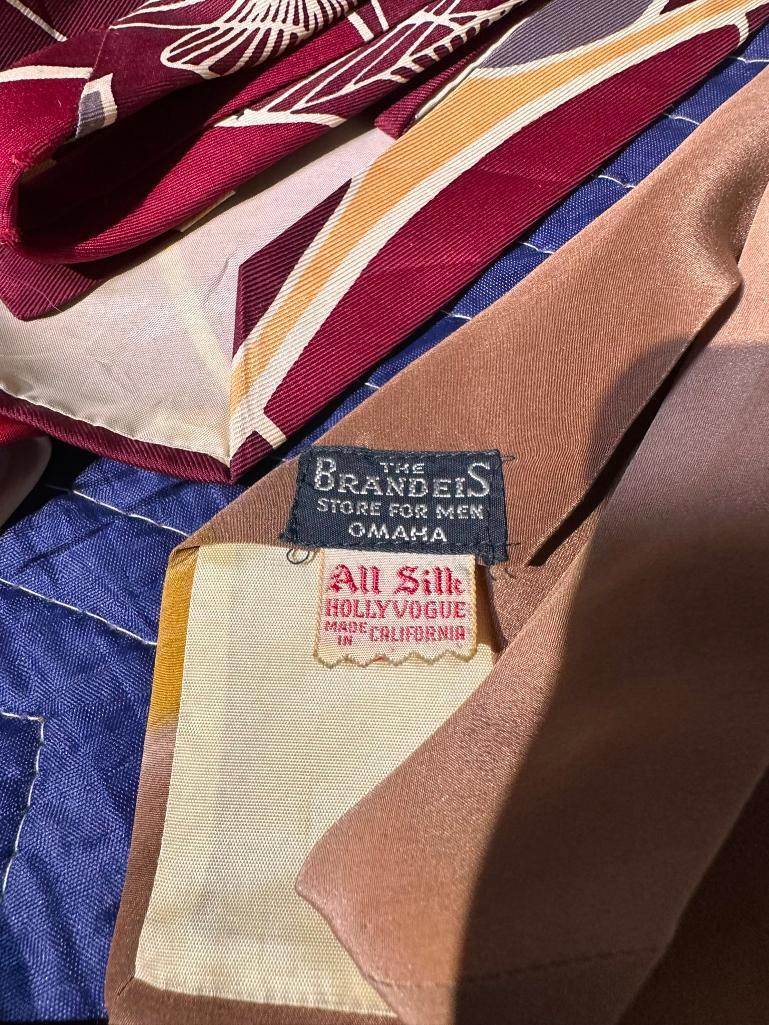 THE
BRANDEIS
STORE FOR MEN
OMAHA
All Silk
HOLLYVOGUE
MADE IN CALIFORNIA